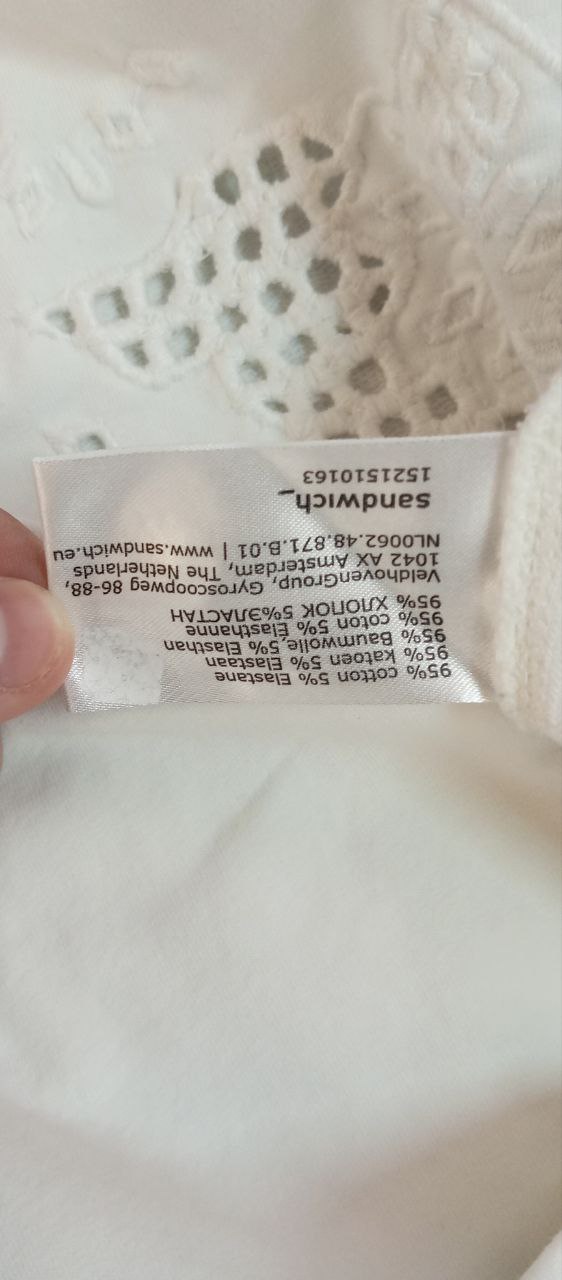 95% cotton 5% Elastane
95% katoen 5% Elastaan
95% Baumwolle,5% Elasthan
95% coton 5% Elasthanne
95% ХЛОПОК 5%ЭЛАСТАН
VeldhovenGroup, Gyroscoopweg 86-88,
1042 AX Amsterdam, The Netherlands
NL0062.48.871.B.01 | www.sandwich.eu
sandwich_
1521510163